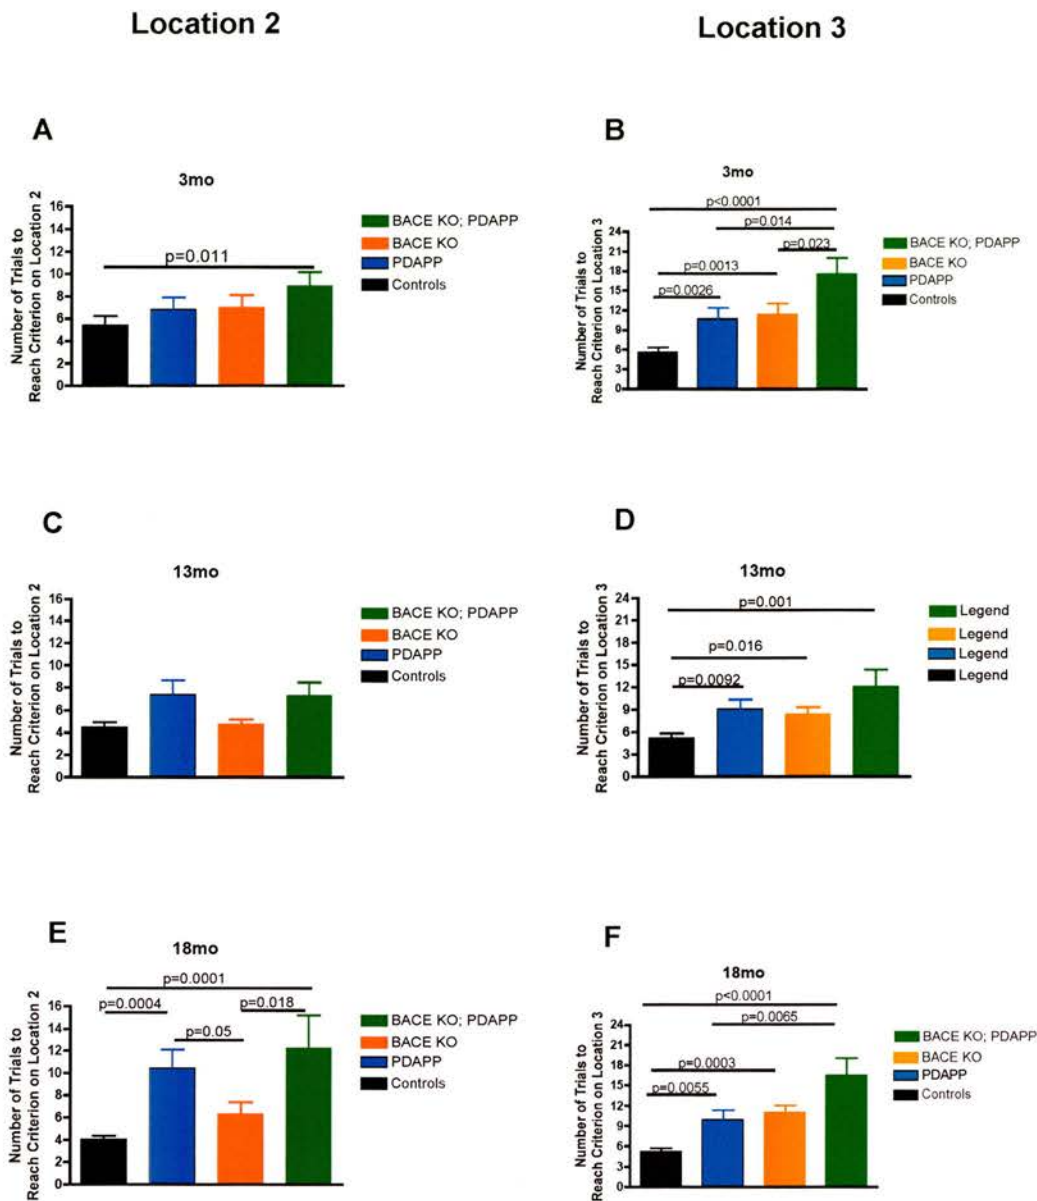 Location 2
Location 3
A
3mo
Number of Trials to
Reach Criterion on Location 2
16
14
12
10
8
6
4
2
0
p=0.011
BACE KO; PDAPP
BACE KO
PDAPP
Controls
B
3mo
Number of Trials to
Reach Criterion on Location 3
24
21
18
15
12
9
6
3
0
p<0.0001
p=0.014
p=0.023
p=0.0013
p=0.0026
BACE KO; PDAPP
BACE KO
PDAPP
Controls
C
13mo
Number of Trials to
Reach Criterion on Location 2
16
14
12
10
8
6
4
2
0
BACE KO; PDAPP
BACE KO
PDAPP
Controls
D
13mo
Number of Trials to
Reach Criterion on Location 3
24
21
18
15
12
9
6
3
0
p=0.001
p=0.016
p=0.0092
Legend
Legend
Legend
Legend
E
18mo
Number of Trials to
Reach Criterion on Location 2
16
14
12
10
8
6
4
2
0
p=0.0001
p=0.0004
p=0.018
p=0.05
BACE KO; PDAPP
BACE KO
PDAPP
Controls
F
18mo
Number of Trials to
Reach Criterion on Location 3
24
21
18
15
12
9
6
3
0
p<0.0001
p=0.0065
p=0.0003
p=0.0055
BACE KO; PDAPP
BACE KO
PDAPP
Controls